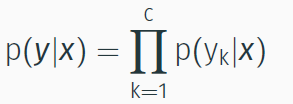 p(y|x) = ∏_{k=1}^{C} p(y_k|x)